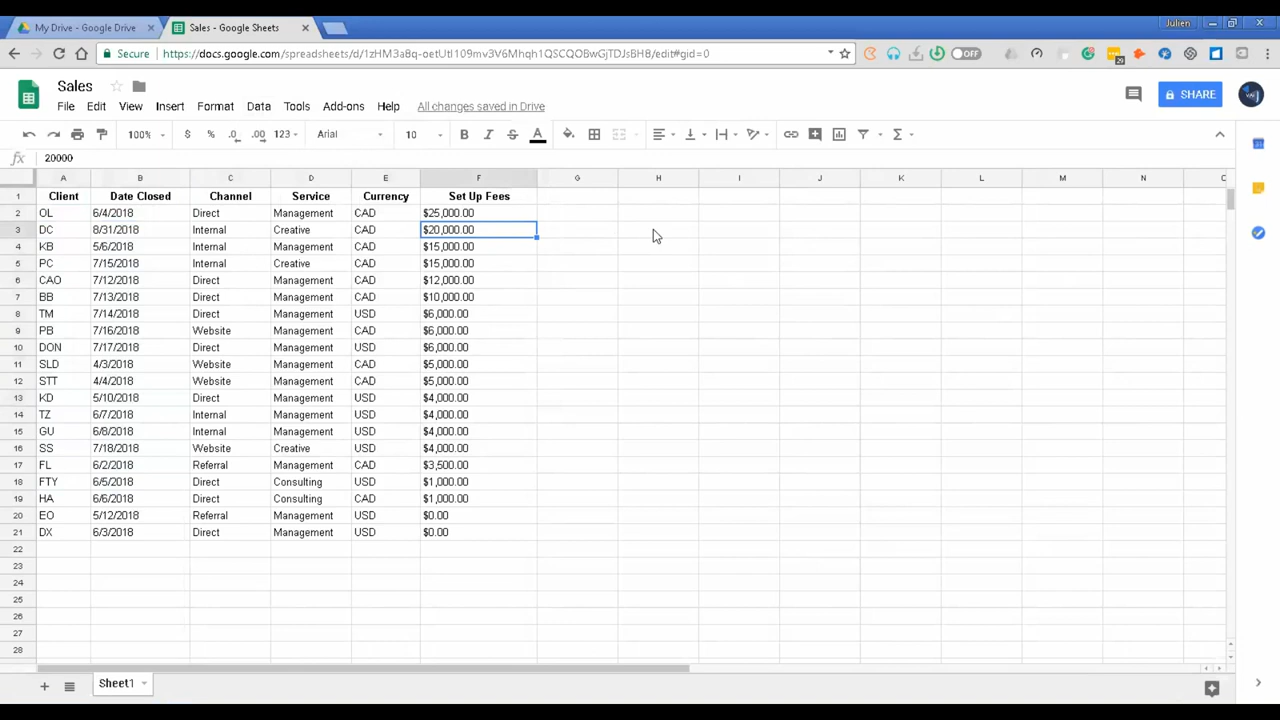 My Drive - Google Drive
Sales - Google Sheets
Julien
Secure
https://docs.google.com/spreadsheets/d/1zHM3a8q-oetUtI109mv3V6Mhqh1QSCQOBwGjTDJsBH8/edit#gid=0
OFF
29
Sales
File Edit View Insert Format Data Tools Add-ons Help All changes saved in Drive
SHARE
100% $ % .0 .00 123 Arial 10 B I S A Σ
fx 20000
A B C D E F G H I J K L M N
1 Client Date Closed Channel Service Currency Set Up Fees
2 OL 6/4/2018 Direct Management CAD $25,000.00
3 DC 8/31/2018 Internal Creative CAD $20,000.00
4 KB 5/6/2018 Internal Management CAD $15,000.00
5 PC 7/15/2018 Internal Creative CAD $15,000.00
6 CAO 7/12/2018 Direct Management CAD $12,000.00
7 BB 7/13/2018 Direct Management CAD $10,000.00
8 TM 7/14/2018 Direct Management USD $6,000.00
9 PB 7/16/2018 Website Management CAD $6,000.00
10 DON 7/17/2018 Direct Management USD $6,000.00
11 SLD 4/3/2018 Website Management CAD $5,000.00
12 STT 4/4/2018 Website Management CAD $5,000.00
13 KD 5/10/2018 Direct Management USD $4,000.00
14 TZ 6/7/2018 Internal Management USD $4,000.00
15 GU 6/8/2018 Internal Management USD $4,000.00
16 SS 7/18/2018 Website Creative USD $4,000.00
17 FL 6/2/2018 Referral Management CAD $3,500.00
18 FTY 6/5/2018 Direct Consulting USD $1,000.00
19 HA 6/6/2018 Direct Consulting CAD $1,000.00
20 EO 5/12/2018 Referral Management USD $0.00
21 DX 6/3/2018 Direct Management USD $0.00
22
23
24
25
26
27
28
Sheet1